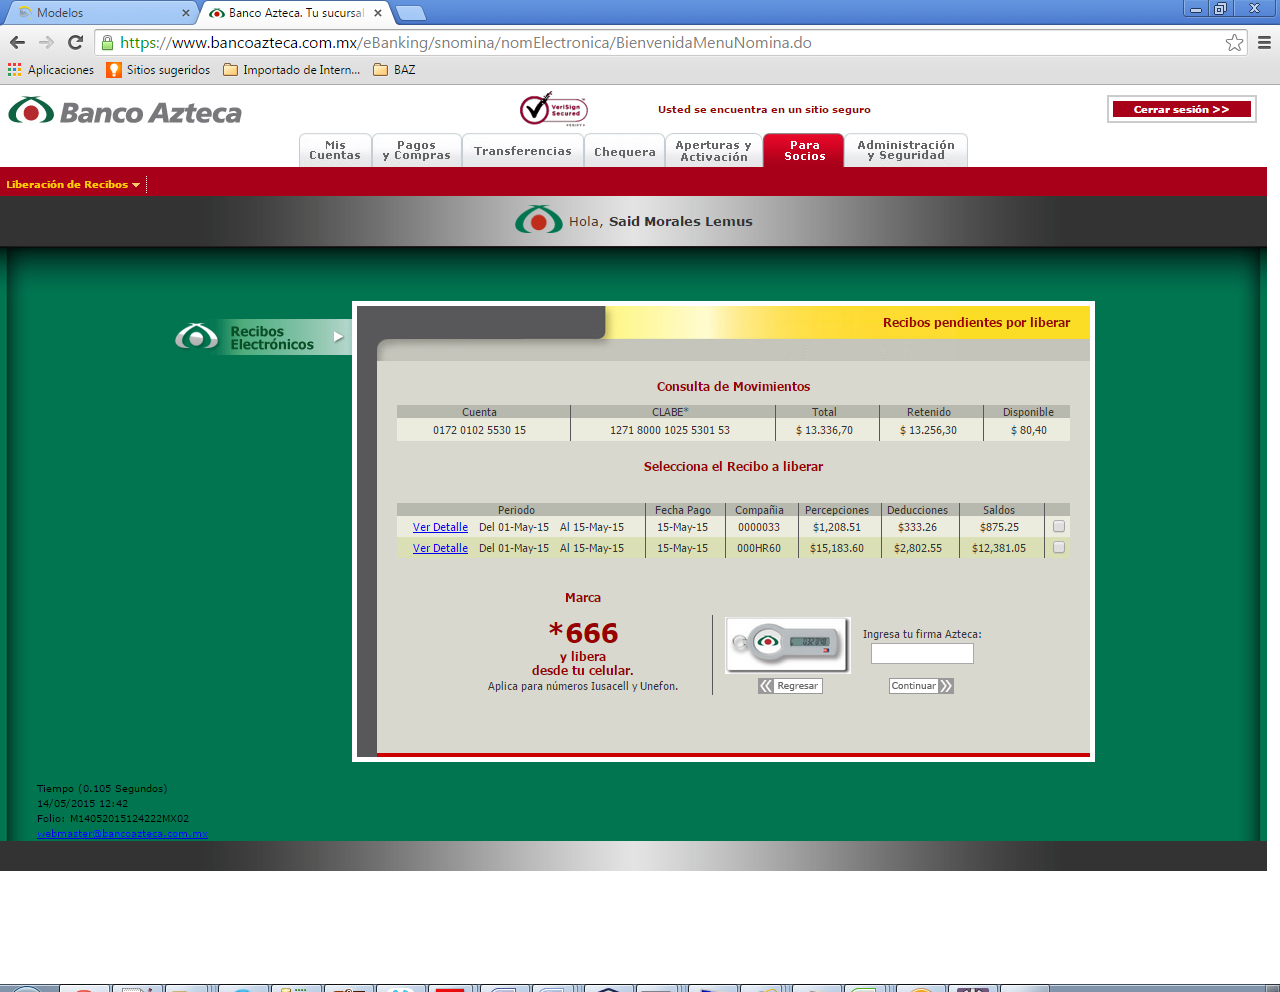 Modelos
Banco Azteca. Tu sucursal
https://www.bancoazteca.com.mx/eBanking/snomina/nomElectronica/BienvenidaMenuNomina.do
Aplicaciones Sitios sugeridos Importado de Intern... BAZ
Banco Azteca
VeriSign
Secured
VERIFY
Usted se encuentra en un sitio seguro
Cerrar sesión >>
Mis
Cuentas
Pagos
y Compras
Transferencias
Chequera
Aperturas y
Activación
Para
Socios
Administración
y Seguridad
Liberación de Recibos
Hola, Said Morales Lemus
Recibos
Electrónicos
Recibos pendientes por liberar
Consulta de Movimientos
Cuenta CLABE* Total Retenido Disponible
0172 0102 5530 15 1271 8000 1025 5301 53 $ 13.336,70 $ 13.256,30 $ 80,40
Selecciona el Recibo a liberar
Periodo Fecha Pago Compañia Percepciones Deducciones Saldos
Ver Detalle Del 01-May-15 Al 15-May-15 15-May-15 0000033 $1,208.51 $333.26 $875.25
Ver Detalle Del 01-May-15 Al 15-May-15 15-May-15 000HR60 $15,183.60 $2,802.55 $12,381.05
Marca
*666
y libera
desde tu celular.
Aplica para números Iusacell y Unefon.
Ingresa tu firma Azteca:
Regresar
Continuar
Tiempo (0.105 Segundos)
14/05/2015 12:42
Folio: M14052015124222MX02
webmaster@bancoazteca.com.mx